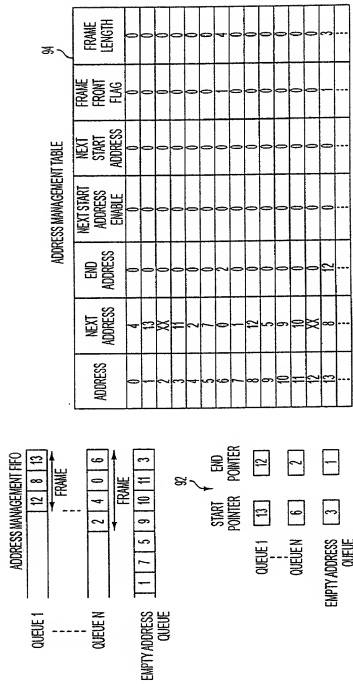 ADDRESS MANAGEMENT FIFO
QUEUE 1
12 8 13
FRAME
QUEUE N
2 4 0 6
FRAME
EMPTY ADDRESS QUEUE
1 7 5 9 10 11 3
92
START POINTER END POINTER
QUEUE 1 13 12
QUEUE N 6 2
EMPTY ADDRESS QUEUE 3 1
ADDRESS MANAGEMENT TABLE
94
ADDRESS NEXT ADDRESS END ADDRESS NEXT START ADDRESS ENABLE NEXT START ADDRESS FRAME FRONT FLAG FRAME LENGTH
0 4 0 0 0 0 0
1 13 0 0 0 0 0
2 XX 0 0 0 0 0
3 11 0 0 0 0 0
4 2 0 0 0 0 0
5 7 0 0 0 0 0
6 0 2 0 0 1 4
7 1 0 0 0 0 0
8 12 0 0 0 0 0
9 5 0 0 0 0 0
10 9 0 0 0 0 0
11 10 0 0 0 0 0
12 XX 0 0 0 0 0
13 8 12 0 0 1 3